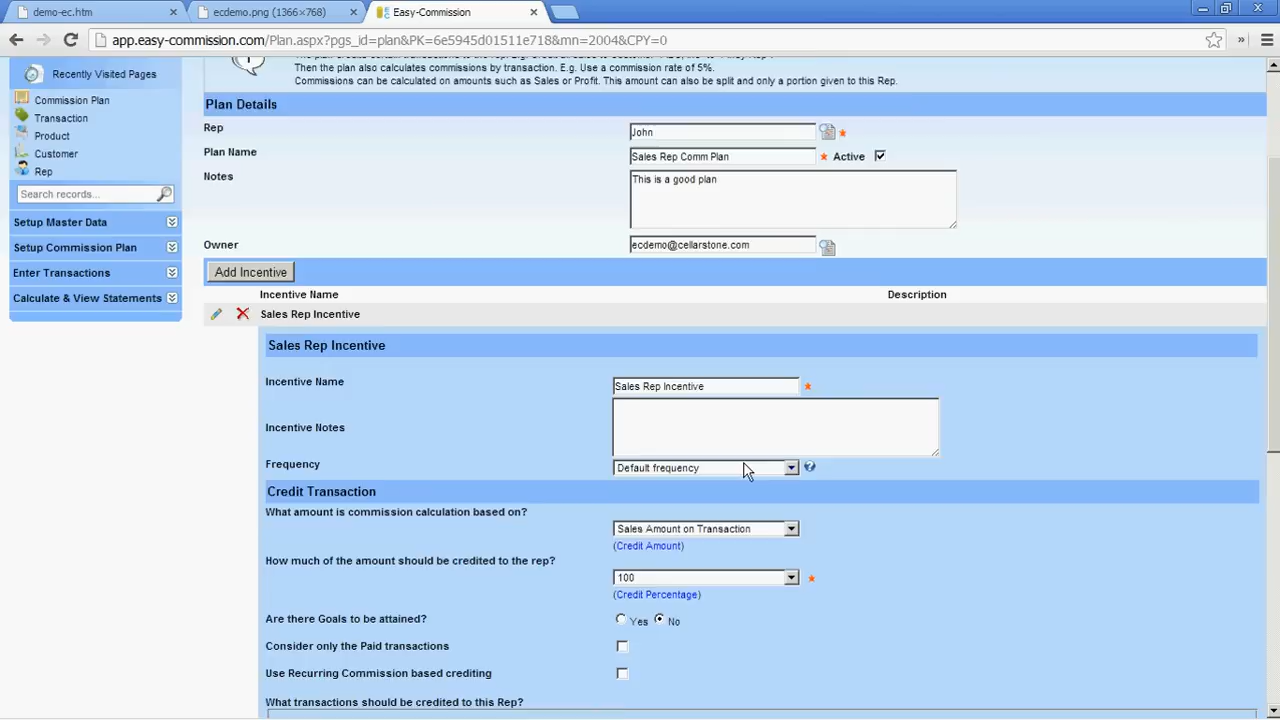 demo-ec.htm
ecdemo.png (1366×768)
Easy-Commission
app.easy-commission.com/Plan.aspx?pgs_id=plan&PK=6e5945d01511e718&mn=2004&CPY=0
Then the plan also calculates commissions by transaction. E.g. Use a commission rate of 5%.
Commissions can be calculated on amounts such as Sales or Profit. This amount can also be split and only a portion given to this Rep.
Recently Visited Pages
Commission Plan
Transaction
Product
Customer
Rep
Search records...
Setup Master Data
Setup Commission Plan
Enter Transactions
Calculate & View Statements
Plan Details
Rep
John
Plan Name
Sales Rep Comm Plan
Active
Notes
This is a good plan
Owner
ecdemo@cellarstone.com
Add Incentive
Incentive Name Description
Sales Rep Incentive
Sales Rep Incentive
Incentive Name
Sales Rep Incentive
Incentive Notes
Frequency
Default frequency
Credit Transaction
What amount is commission calculation based on?
Sales Amount on Transaction
(Credit Amount)
How much of the amount should be credited to the rep?
100
(Credit Percentage)
Are there Goals to be attained?
Yes No
Consider only the Paid transactions
Use Recurring Commission based crediting
What transactions should be credited to this Rep?